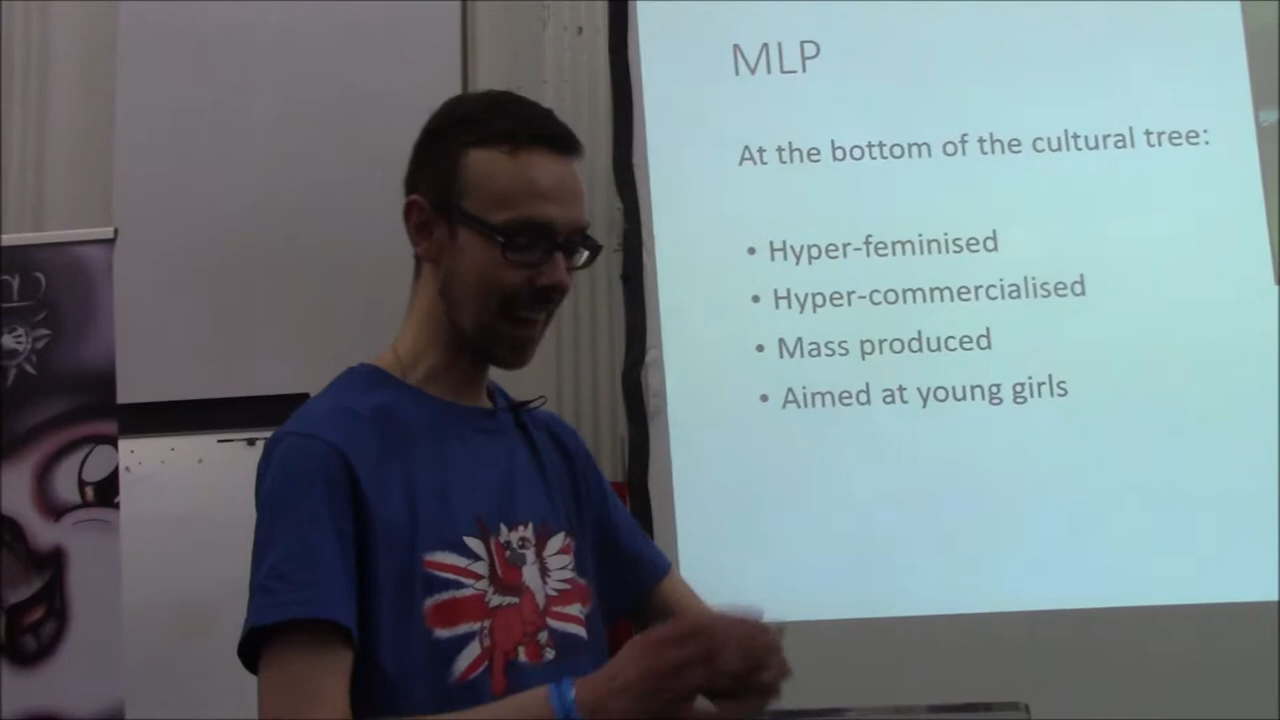 MLP
At the bottom of the cultural tree:
• Hyper-feminised
• Hyper-commercialised
• Mass produced
• Aimed at young girls